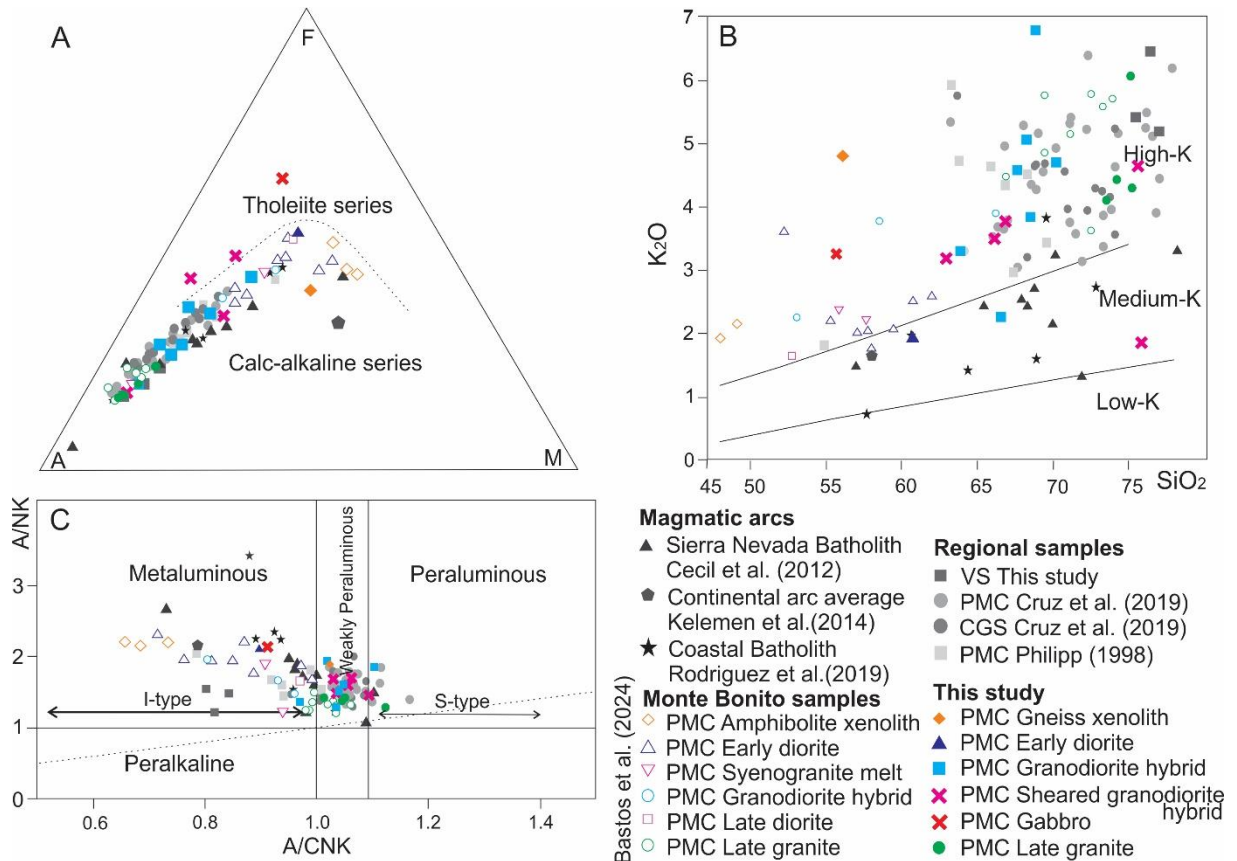 A
F
Tholeiite series
Calc-alkaline series
A
M
B
7
6
5
4
3
2
1
0
K2O
High-K
Medium-K
Low-K
45
50
55
60
65
70
75
SiO2
C
A/NK
3
2
1
0
Metaluminous
Weakly Peraluminous
Peraluminous
I-type
S-type
Peralkaline
0.6
0.8
1.0
1.2
1.4
A/CNK
Magmatic arcs
Sierra Nevada Batholith
Cecil et al. (2012)
Continental arc average
Kelemen et al.(2014)
Coastal Batholith
Rodriguez et al.(2019)
Regional samples
VS This study
PMC Cruz et al. (2019)
CGS Cruz et al. (2019)
PMC Philipp (1998)
Monte Bonito samples
Bastos et al. (2024)
PMC Amphibolite xenolith
PMC Early diorite
PMC Syenogranite melt
PMC Granodiorite hybrid
PMC Late diorite
PMC Late granite
This study
PMC Gneiss xenolith
PMC Early diorite
PMC Granodiorite hybrid
PMC Sheared granodiorite
hybrid
PMC Gabbro
PMC Late granite